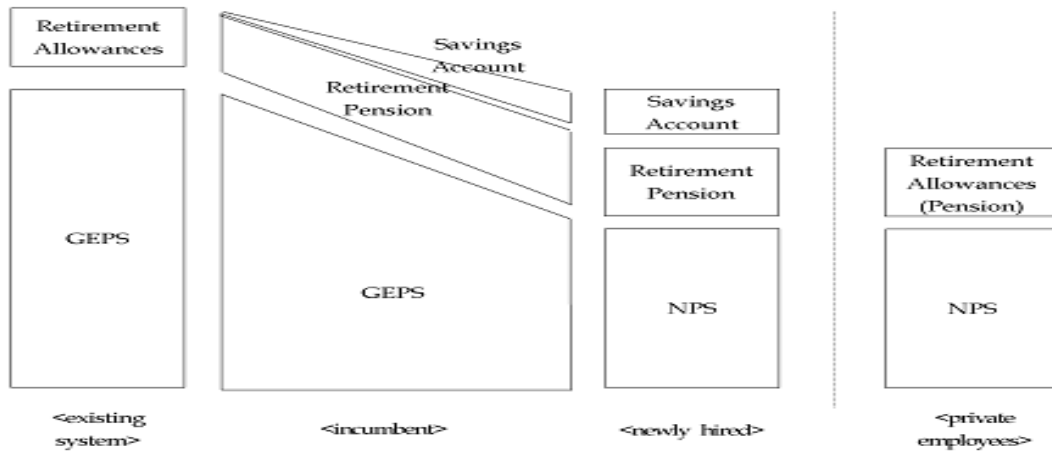 Retirement
Allowances
GEPS
<existing
system>
Savings
Account
Retirement
Pension
GEPS
<incumbent>
Savings
Account
Retirement
Pension
NPS
<newly hired>
Retirement
Allowances
(Pension)
NPS
<private
employees>